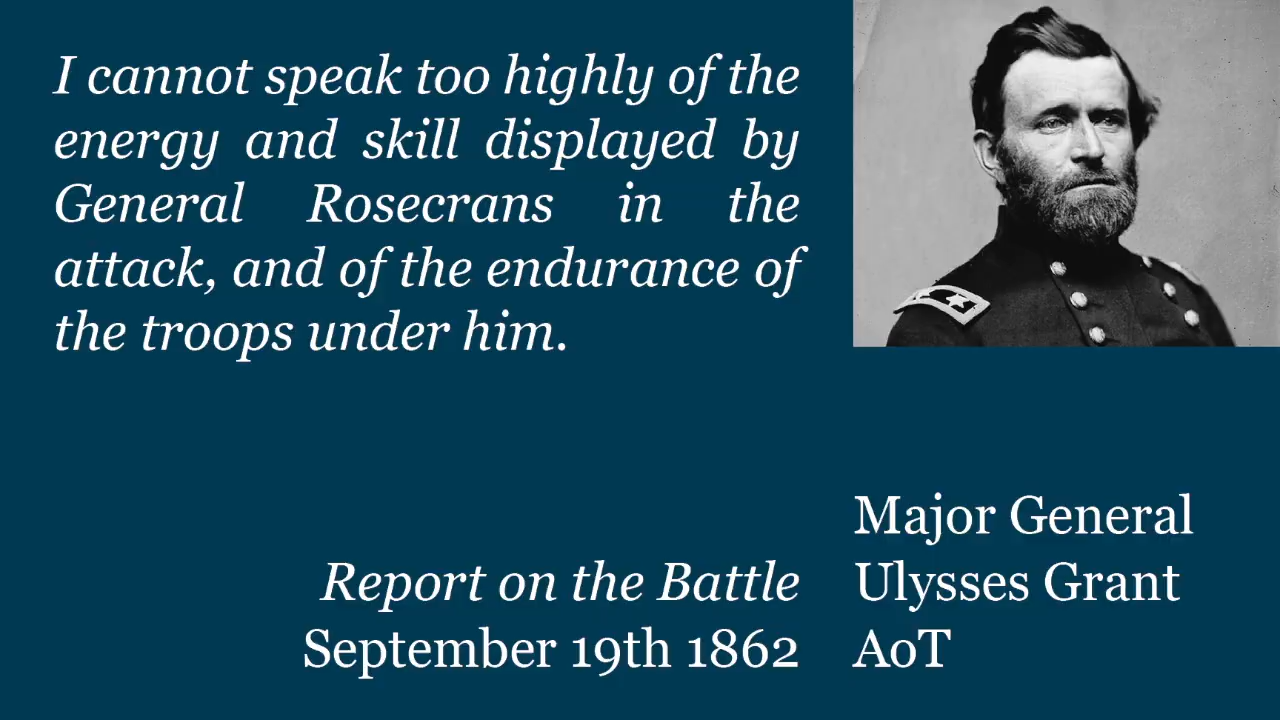 I cannot speak too highly of the
energy and skill displayed by
General Rosecrans in the
attack, and of the endurance of
the troops under him.
Report on the Battle
September 19th 1862
Major General
Ulysses Grant
AoT